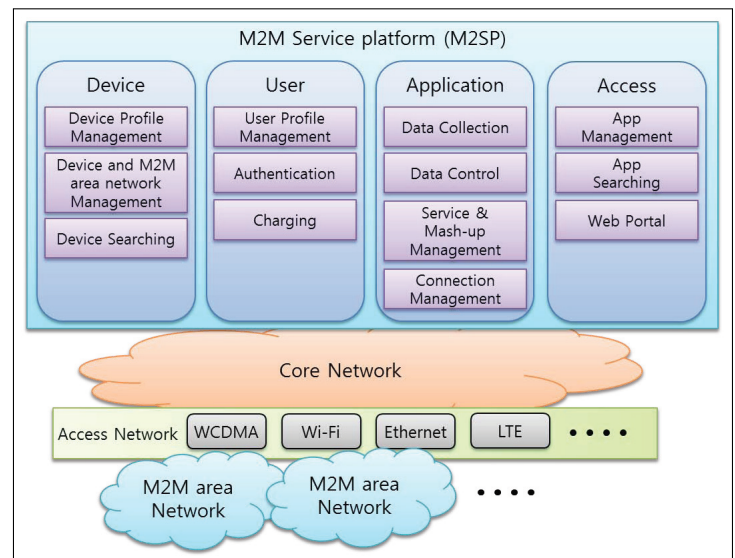 M2M Service platform (M2SP)
Device
Device Profile
Management
Device and M2M
area network
Management
Device Searching
User
User Profile
Management
Authentication
Charging
Application
Data Collection
Data Control
Service &
Mash-up
Management
Connection
Management
Access
App
Management
App
Searching
Web Portal
Core Network
Access Network
WCDMA
Wi-Fi
Ethernet
LTE
M2M area
Network
M2M area
Network